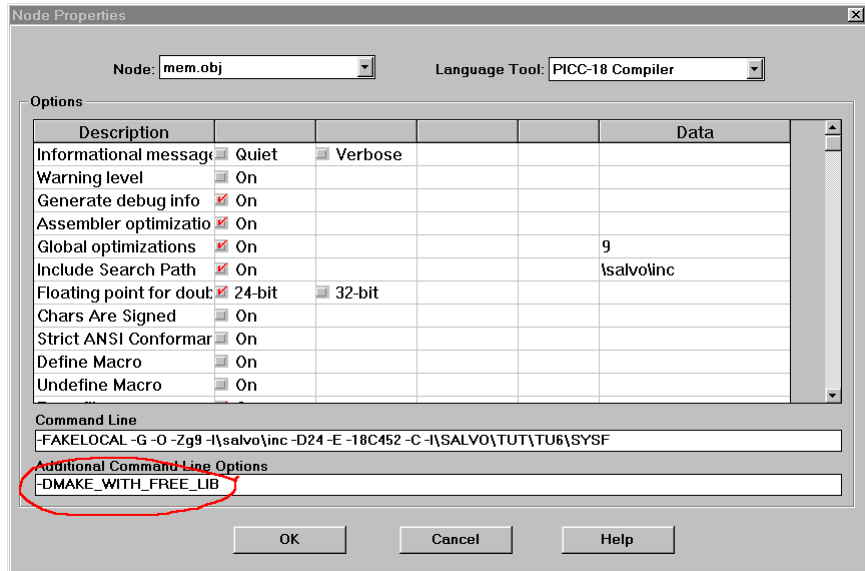 Node Properties
Node: mem.obj Language Tool: PICC-18 Compiler
Options
Description Data
Informational message Quiet Verbose
Warning level On
Generate debug info On
Assembler optimizatio On
Global optimizations On 9
Include Search Path On \salvo\inc
Floating point for doub 24-bit 32-bit
Chars Are Signed On
Strict ANSI Conformar On
Define Macro On
Undefine Macro On
Command Line
-FAKELOCAL -G -O -Zg9 -I\salvo\inc -D24 -E -18C452 -C -I\SALVO\TUT\TU6\SYSF
Additional Command Line Options
-DMAKE_WITH_FREE_LIB
OK Cancel Help